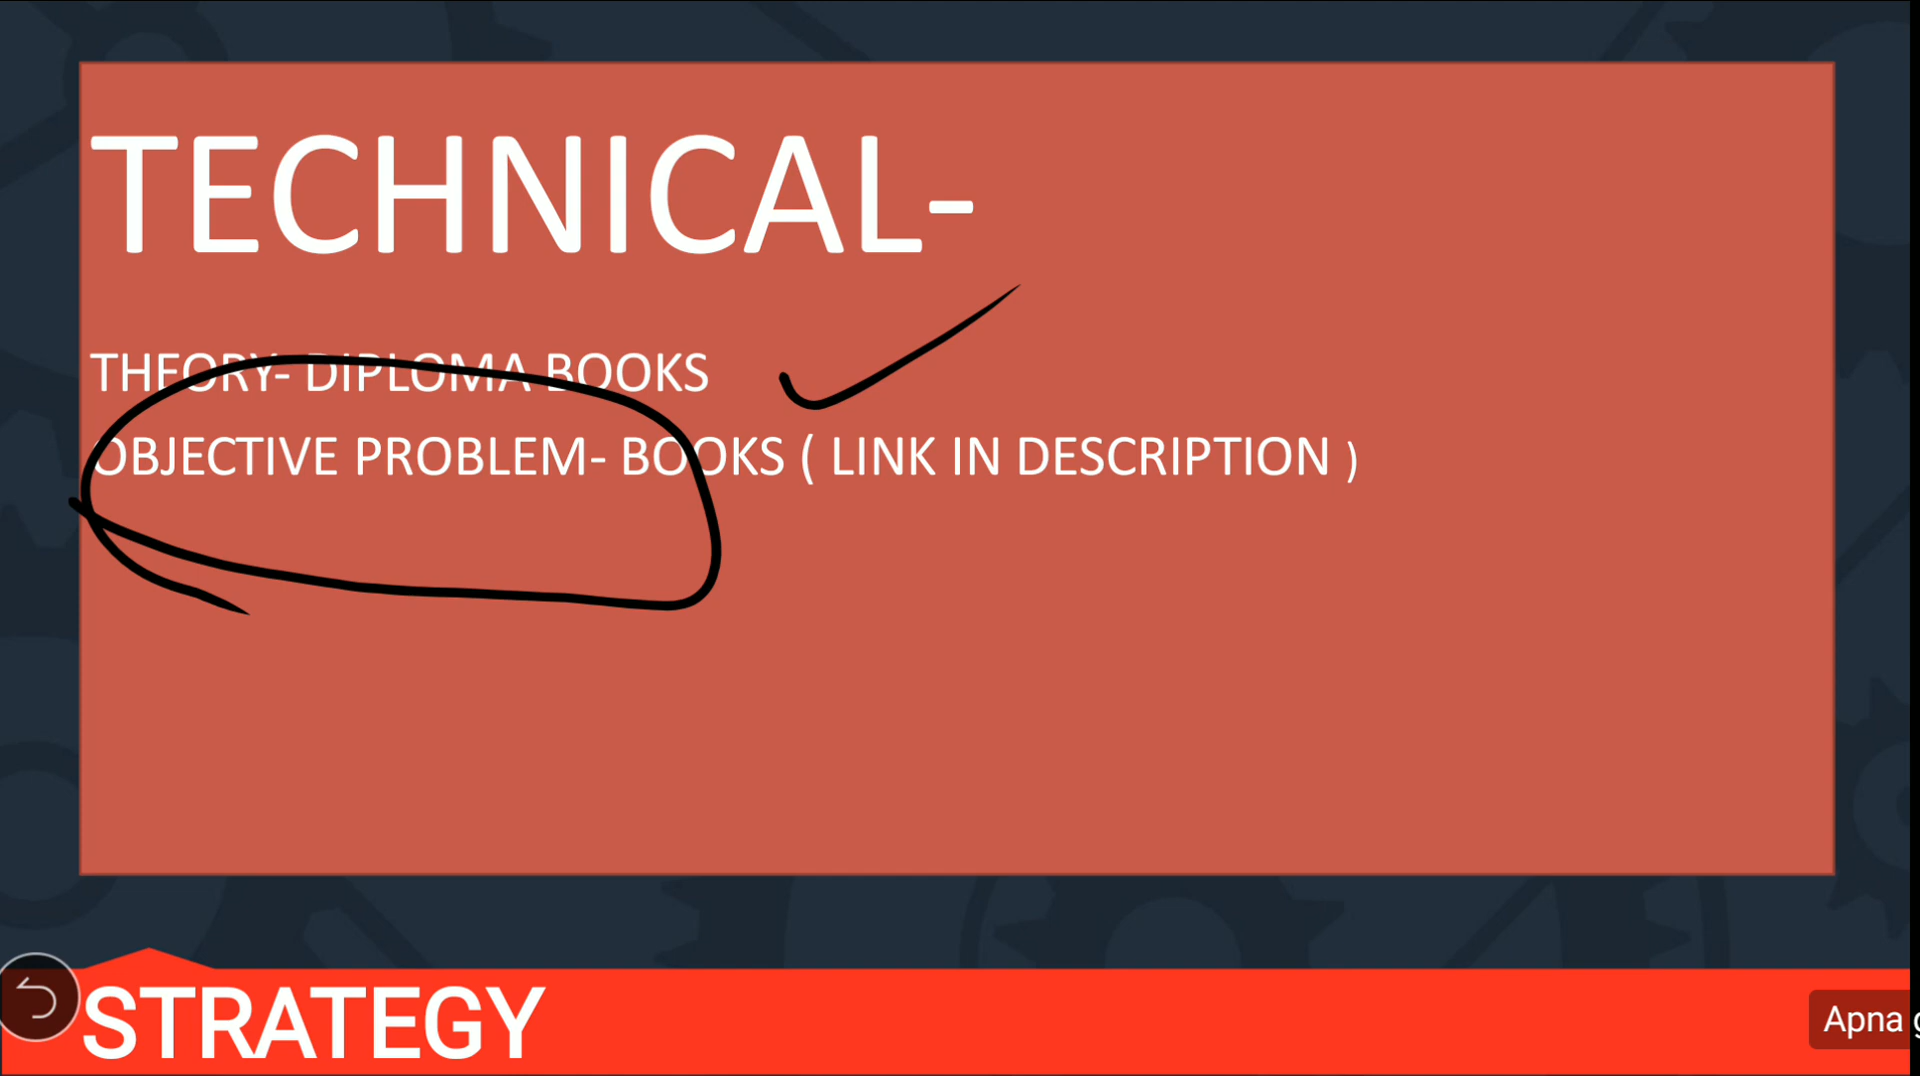 TECHNICAL-
THEORY- DIPLOMA BOOKS
OBJECTIVE PROBLEM- BOOKS ( LINK IN DESCRIPTION )
STRATEGY
Apna